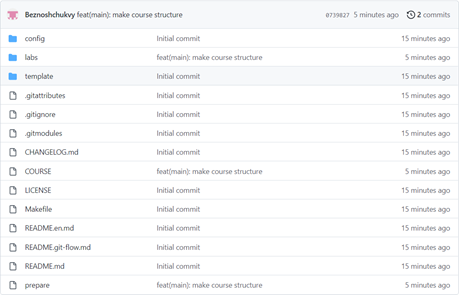 Beznoshchukvy feat(main): make course structure 0739827 5 minutes ago 2 commits
config Initial commit 15 minutes ago
labs feat(main): make course structure 5 minutes ago
template Initial commit 15 minutes ago
.gitattributes Initial commit 15 minutes ago
.gitignore Initial commit 15 minutes ago
.gitmodules Initial commit 15 minutes ago
CHANGELOG.md Initial commit 15 minutes ago
COURSE feat(main): make course structure 5 minutes ago
LICENSE Initial commit 15 minutes ago
Makefile Initial commit 15 minutes ago
README.en.md Initial commit 15 minutes ago
README.git-flow.md Initial commit 15 minutes ago
README.md Initial commit 15 minutes ago
prepare feat(main): make course structure 5 minutes ago